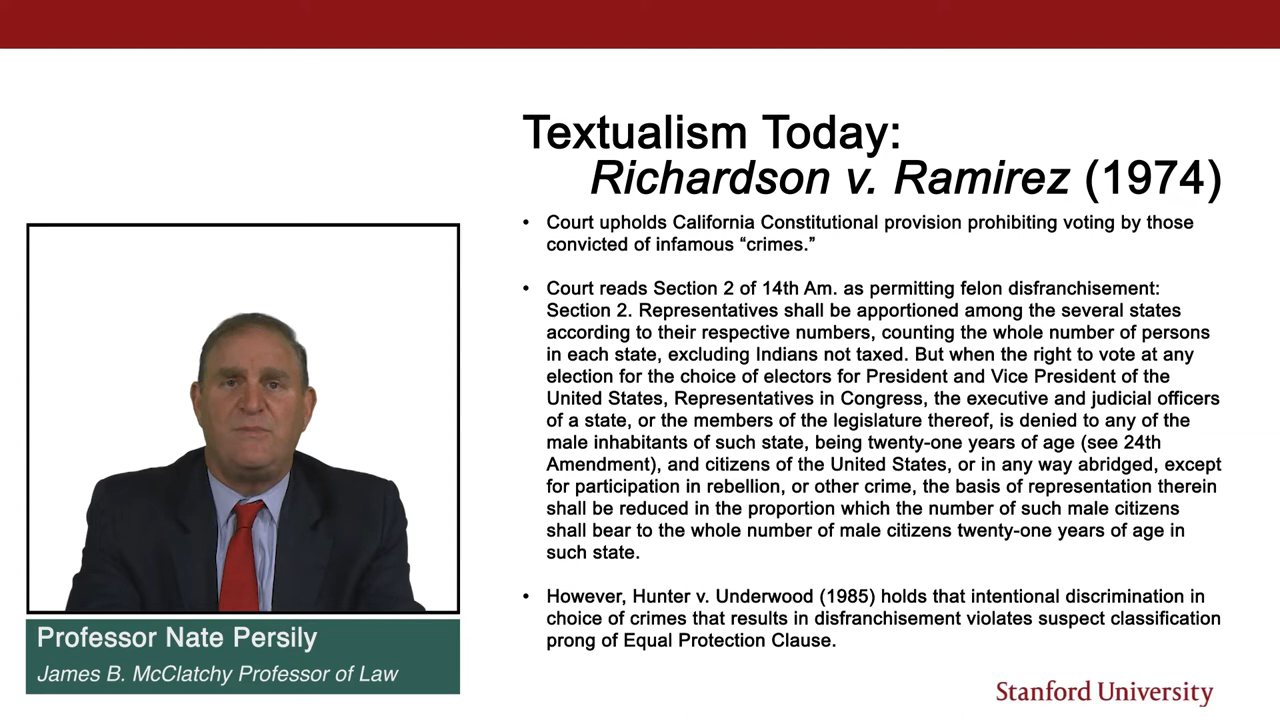 Textualism Today:
Richardson v. Ramirez (1974)
• Court upholds California Constitutional provision prohibiting voting by those
convicted of infamous “crimes.”
• Court reads Section 2 of 14th Am. as permitting felon disfranchisement:
Section 2. Representatives shall be apportioned among the several states
according to their respective numbers, counting the whole number of persons
in each state, excluding Indians not taxed. But when the right to vote at any
election for the choice of electors for President and Vice President of the
United States, Representatives in Congress, the executive and judicial officers
of a state, or the members of the legislature thereof, is denied to any of the
male inhabitants of such state, being twenty-one years of age (see 24th
Amendment), and citizens of the United States, or in any way abridged, except
for participation in rebellion, or other crime, the basis of representation therein
shall be reduced in the proportion which the number of such male citizens
shall bear to the whole number of male citizens twenty-one years of age in
such state.
• However, Hunter v. Underwood (1985) holds that intentional discrimination in
choice of crimes that results in disfranchisement violates suspect classification
prong of Equal Protection Clause.
Professor Nate Persily
James B. McClatchy Professor of Law
Stanford University